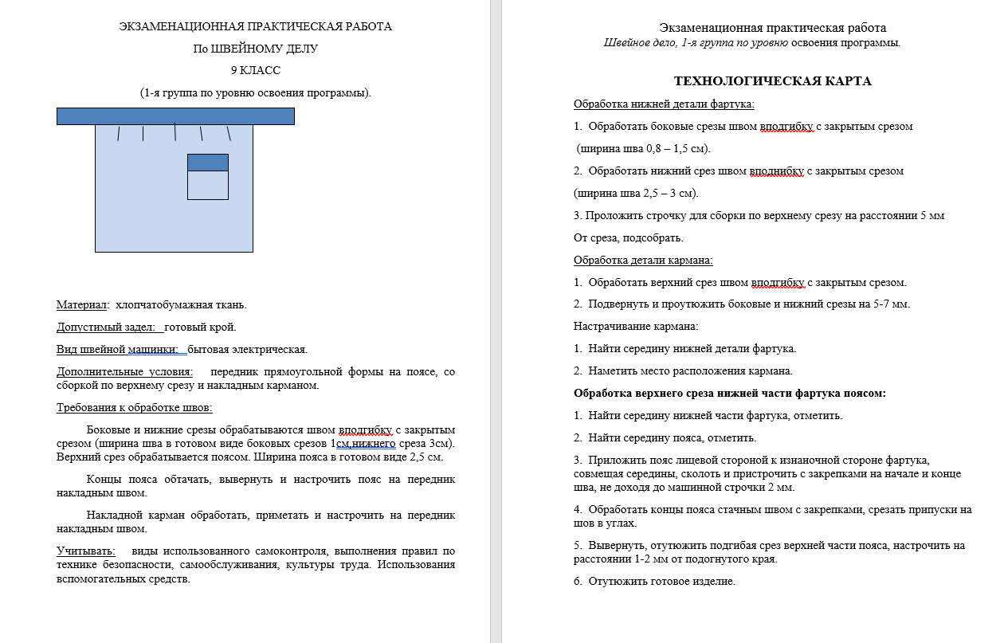 ЭКЗАМЕНАЦИОННАЯ ПРАКТИЧЕСКАЯ РАБОТА
По ШВЕЙНОМУ ДЕЛУ
9 КЛАСС
(1-я группа по уровню освоения программы).
Материал:  хлопчатобумажная ткань.
Допустимый задел:   готовый крой.
Вид швейной машинки:   бытовая электрическая.
Дополнительные условия:   передник прямоугольной формы на поясе, со
сборкой по верхнему срезу и накладным карманом.
Требования к обработке швов:
Боковые и нижние срезы обрабатываются швом вподгибку с закрытым
срезом (ширина шва в готовом виде боковых срезов 1см,нижнего среза 3см).
Верхний срез обрабатывается поясом. Ширина пояса в готовом виде 2,5 см.
Концы пояса обтачать, вывернуть и настрочить пояс на передник
накладным швом.
Накладной карман обработать, приметать и настрочить на передник
накладным швом.
Учитывать:   виды использованного самоконтроля, выполнения правил по
технике безопасности, самообслуживания, культуры труда. Использования
вспомогательных средств.
Экзаменационная практическая работа
Швейное дело, 1-я группа по уровню освоения программы.
ТЕХНОЛОГИЧЕСКАЯ КАРТА
Обработка нижней детали фартука:
1.  Обработать боковые срезы швом вподгибку с закрытым срезом
(ширина шва 0,8 – 1,5 см).
2.  Обработать нижний срез швом вподнибку с закрытым срезом
(ширина шва 2,5 – 3 см).
3. Проложить строчку для сборки по верхнему срезу на расстоянии 5 мм
От среза, подсобрать.
Обработка детали кармана:
1.  Обработать верхний срез швом вподгибку с закрытым срезом.
2.  Подвернуть и проутюжить боковые и нижний срезы на 5-7 мм.
Настрачивание кармана:
1.  Найти середину нижней детали фартука.
2.  Наметить место расположения кармана.
Обработка верхнего среза нижней части фартука поясом:
1.  Найти середину нижней части фартука, отметить.
2.  Найти середину пояса, отметить.
3.  Приложить пояс лицевой стороной к изнаночной стороне фартука,
совмещая середины, сколоть и пристрочить с закрепками на начале и конце
шва, не доходя до машинной строчки 2 мм.
4.  Обработать концы пояса стачным швом с закрепками, срезать припуски на
шов в углах.
5.  Вывернуть, отутюжить подгибая срез верхней части пояса, настрочить на
расстоянии 1-2 мм от подогнутого края.
6.  Отутюжить готовое изделие.